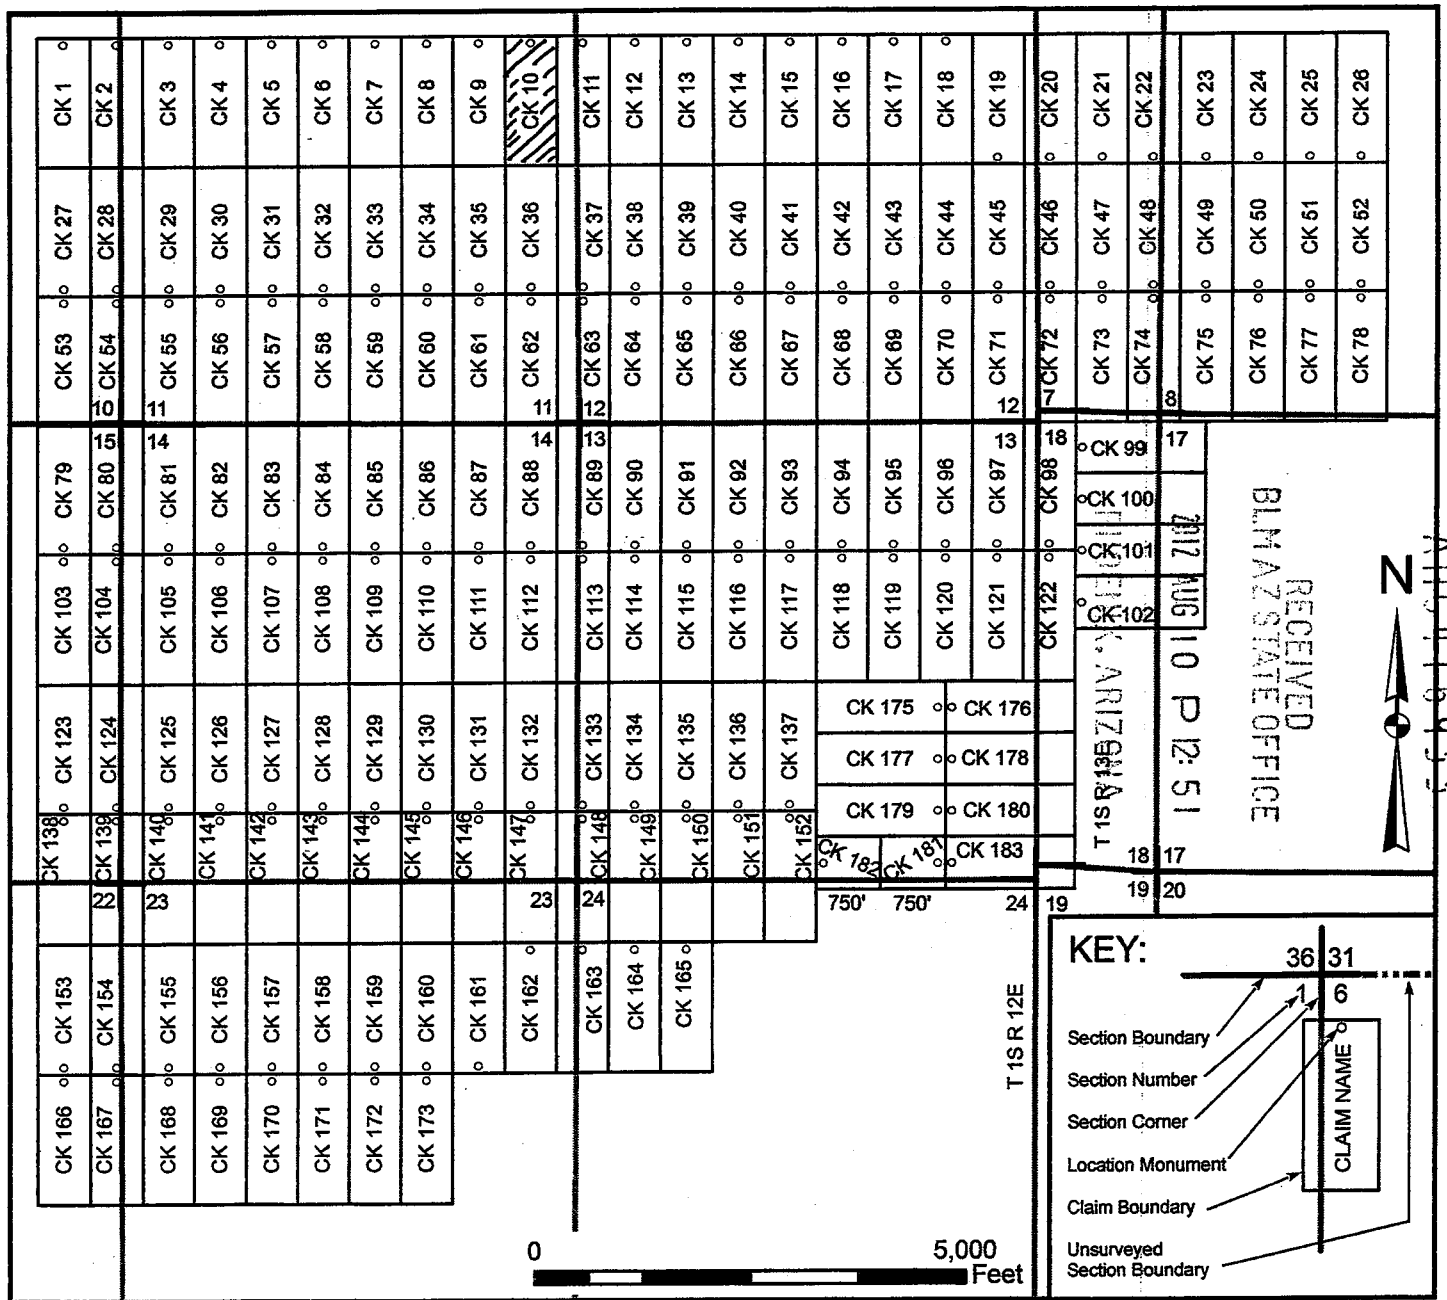 CK 1 CK 2 CK 3 CK 4 CK 5 CK 6 CK 7 CK 8 CK 9 CK 10 CK 11 CK 12 CK 13 CK 14 CK 15 CK 16 CK 17 CK 18 CK 19 CK 20 CK 21 CK 22 CK 23 CK 24 CK 25 CK 26
CK 27 CK 28 CK 29 CK 30 CK 31 CK 32 CK 33 CK 34 CK 35 CK 36 CK 37 CK 38 CK 39 CK 40 CK 41 CK 42 CK 43 CK 44 CK 45 CK 46 CK 47 CK 48 CK 49 CK 50 CK 51 CK 52
CK 53 CK 54 CK 55 CK 56 CK 57 CK 58 CK 59 CK 60 CK 61 CK 62 CK 63 CK 64 CK 65 CK 66 CK 67 CK 68 CK 69 CK 70 CK 71 CK 72 CK 73 CK 74 CK 75 CK 76 CK 77 CK 78
10 11 11 12 12 7 8
15 14 14 13 13 18 17
CK 79 CK 80 CK 81 CK 82 CK 83 CK 84 CK 85 CK 86 CK 87 CK 88 CK 89 CK 90 CK 91 CK 92 CK 93 CK 94 CK 95 CK 96 CK 97 CK 98
CK 99
CK 100
CK 101
CK 102
CK 103 CK 104 CK 105 CK 106 CK 107 CK 108 CK 109 CK 110 CK 111 CK 112 CK 113 CK 114 CK 115 CK 116 CK 117 CK 118 CK 119 CK 120 CK 121 CK 122
CK 123 CK 124 CK 125 CK 126 CK 127 CK 128 CK 129 CK 130 CK 131 CK 132 CK 133 CK 134 CK 135 CK 136 CK 137
CK 175 CK 176
CK 177 CK 178
CK 179 CK 180
CK 182 CK 181 CK 183
CK 138 CK 139 CK 140 CK 141 CK 142 CK 143 CK 144 CK 145 CK 146 CK 147 CK 148 CK 149 CK 150 CK 151 CK 152
18 17
22 23 23 24 750' 750' 24 19 19 20
CK 153 CK 154 CK 155 CK 156 CK 157 CK 158 CK 159 CK 160 CK 161 CK 162 CK 163 CK 164 CK 165
CK 166 CK 167 CK 168 CK 169 CK 170 CK 171 CK 172 CK 173
T 1S R 12E
T 1S R 13E
ARIZONA
2012 AUG 10 P 12: 51
RECEIVED
BLM AZ STATE OFFICE
N
0 5,000
Feet
KEY:
36 31
1 6
Section Boundary
Section Number
Section Corner
Location Monument
Claim Boundary
Unsurveyed
Section Boundary
CLAIM NAME